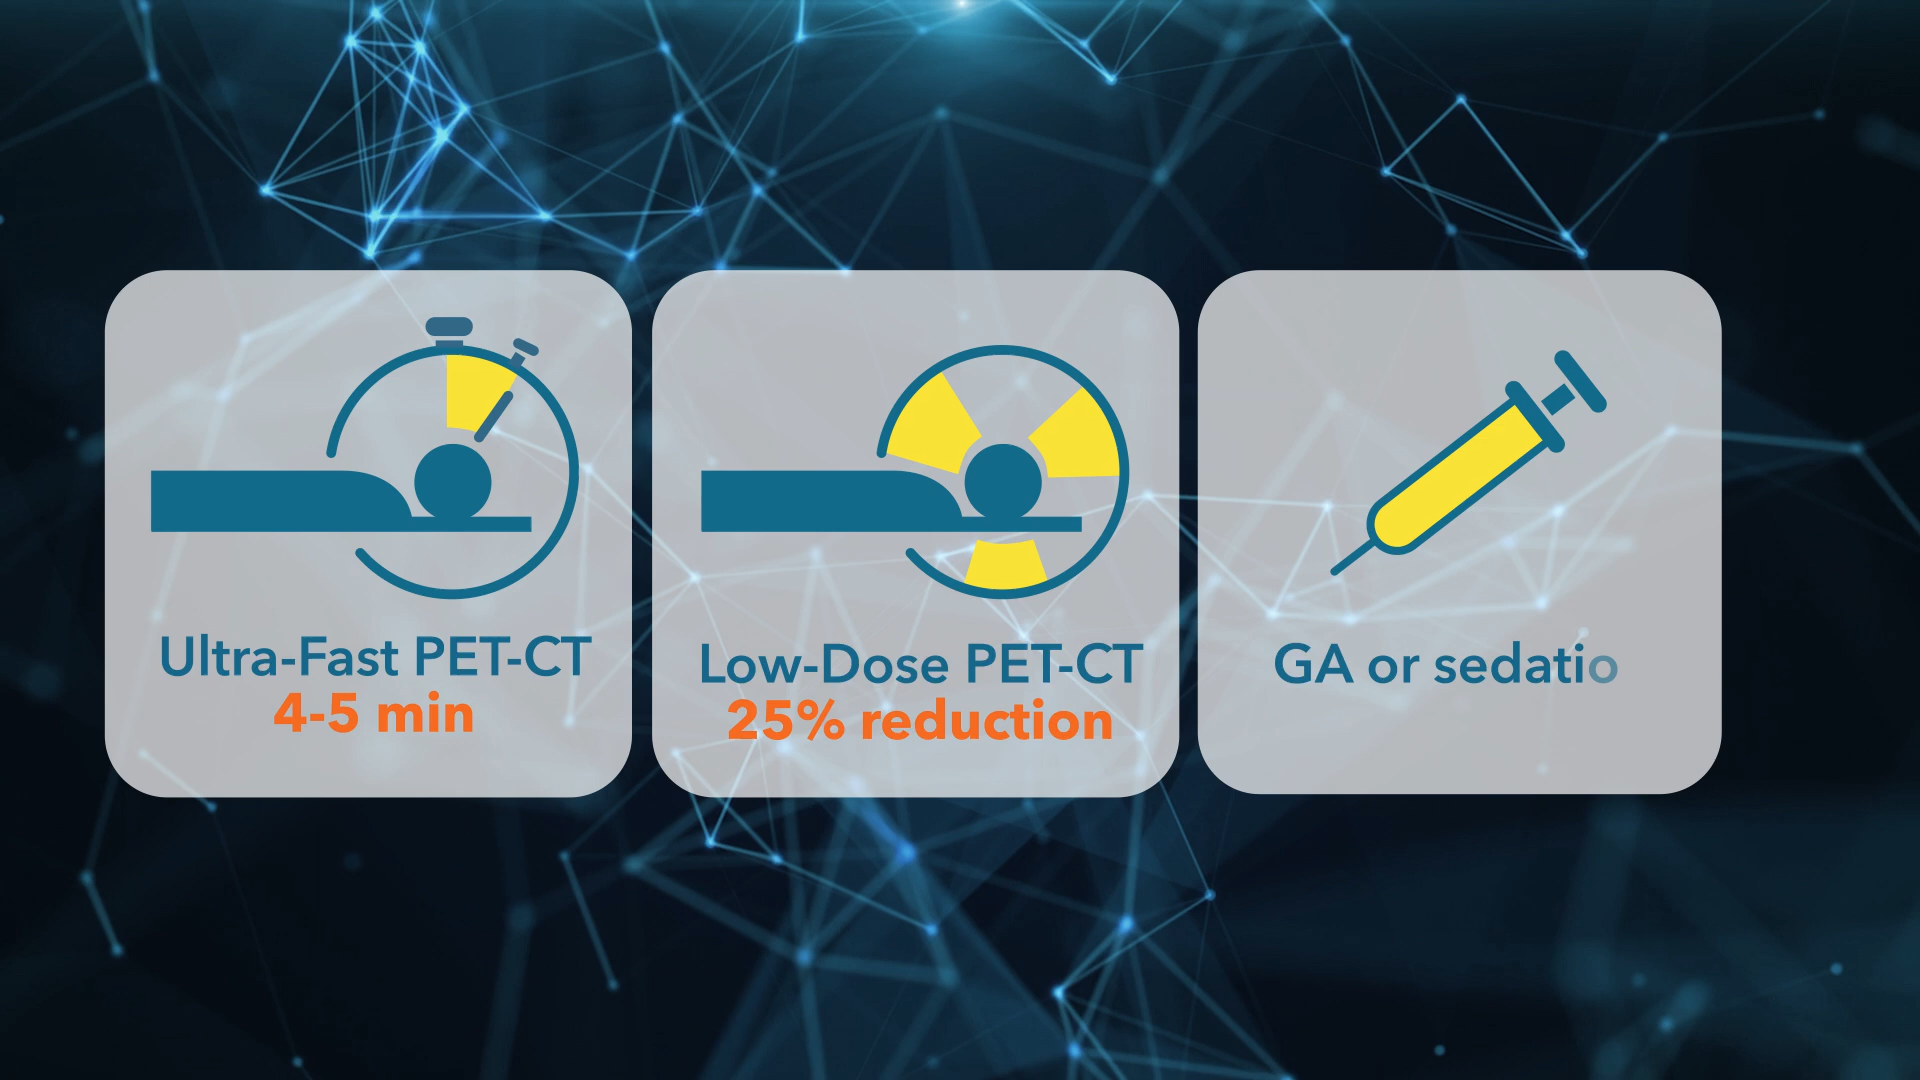 Ultra-Fast PET-CT
4-5 min
Low-Dose PET-CT
25% reduction
GA or sedatio